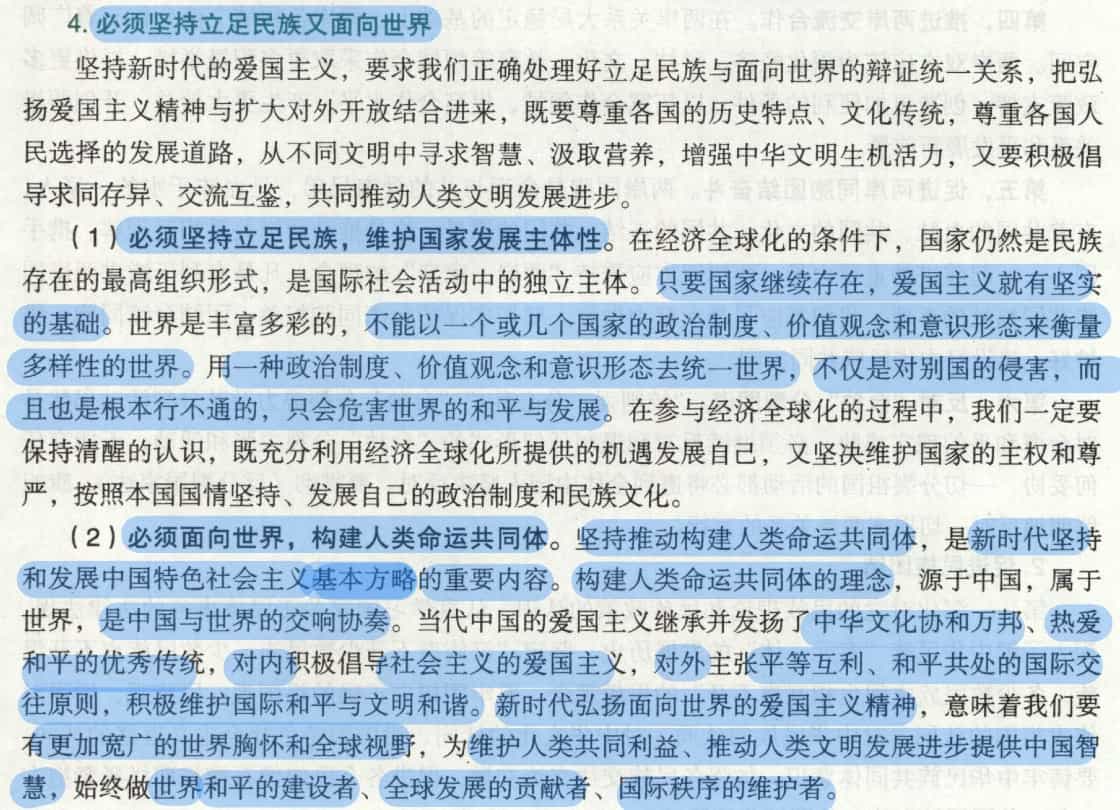 4. 必须坚持立足民族又面向世界
坚持新时代的爱国主义，要求我们正确处理好立足民族与面向世界的辩证统一关系，把弘
扬爱国主义精神与扩大对外开放结合进来，既要尊重各国的历史特点、文化传统，尊重各国人
民选择的发展道路，从不同文明中寻求智慧、汲取营养，增强中华文明生机活力，又要积极倡
导求同存异、交流互鉴，共同推动人类文明发展进步。
（1）必须坚持立足民族，维护国家发展主体性。在经济全球化的条件下，国家仍然是民族
存在的最高组织形式，是国际社会活动中的独立主体。只要国家继续存在，爱国主义就有坚实
的基础。世界是丰富多彩的，不能以一个或几个国家的政治制度、价值观念和意识形态来衡量
多样性的世界。用一种政治制度、价值观念和意识形态去统一世界，不仅是对别国的侵害，而
且也是根本行不通的，只会危害世界的和平与发展。在参与经济全球化的过程中，我们一定要
保持清醒的认识，既充分利用经济全球化所提供的机遇发展自己，又坚决维护国家的主权和尊
严，按照本国国情坚持、发展自己的政治制度和民族文化。
（2）必须面向世界，构建人类命运共同体。坚持推动构建人类命运共同体，是新时代坚持
和发展中国特色社会主义基本方略的重要内容。构建人类命运共同体的理念，源于中国，属于
世界，是中国与世界的交响协奏。当代中国的爱国主义继承并发扬了中华文化协和万邦、热爱
和平的优秀传统，对内积极倡导社会主义的爱国主义，对外主张平等互利、和平共处的国际交
往原则，积极维护国际和平与文明和谐。新时代弘扬面向世界的爱国主义精神，意味着我们要
有更加宽广的世界胸怀和全球视野，为维护人类共同利益、推动人类文明发展进步提供中国智
慧，始终做世界和平的建设者、全球发展的贡献者、国际秩序的维护者。